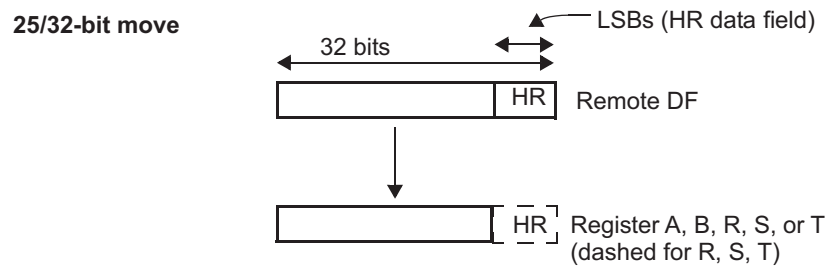 25/32-bit move
LSBs (HR data field)
32 bits
HR
Remote DF
HR
Register A, B, R, S, or T
(dashed for R, S, T)